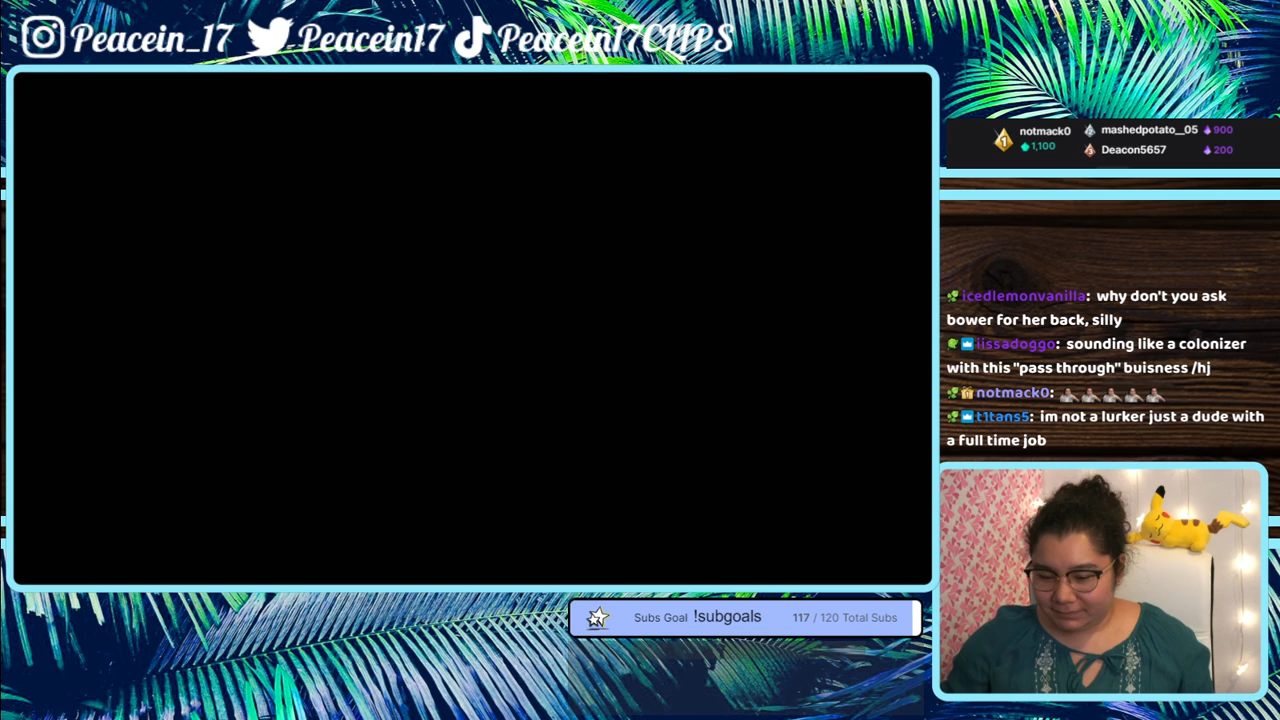 Peacein_17 Peacein17 Peacein17ClIPS
notmack0 mashedpotato__05 900
1,100 Deacon5657 200
icedlemonvanilla: why don't you ask
bower for her back, silly
lissadoggo: sounding like a colonizer
with this "pass through" buisness /hj
notmack0:
t1tans5: im not a lurker just a dude with
a full time job
Subs Goal !subgoals 117 / 120 Total Subs